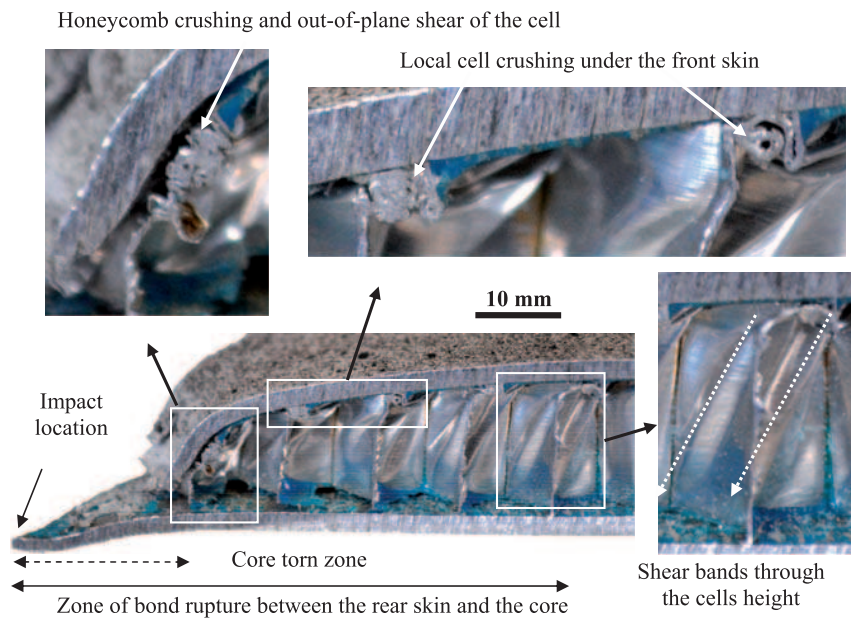 Honeycomb crushing and out-of-plane shear of the cell
Local cell crushing under the front skin
10 mm
Impact
location
Core torn zone
Zone of bond rupture between the rear skin and the core
Shear bands through
the cells height